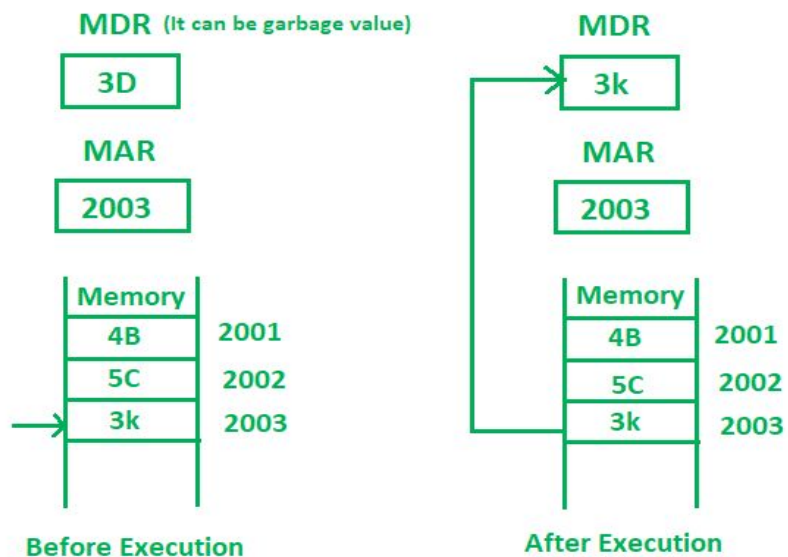 MDR (It can be garbage value)
3D
MAR
2003
Memory
4B 2001
5C 2002
3k 2003
Before Execution
MDR
3k
MAR
2003
Memory
4B 2001
5C 2002
3k 2003
After Execution